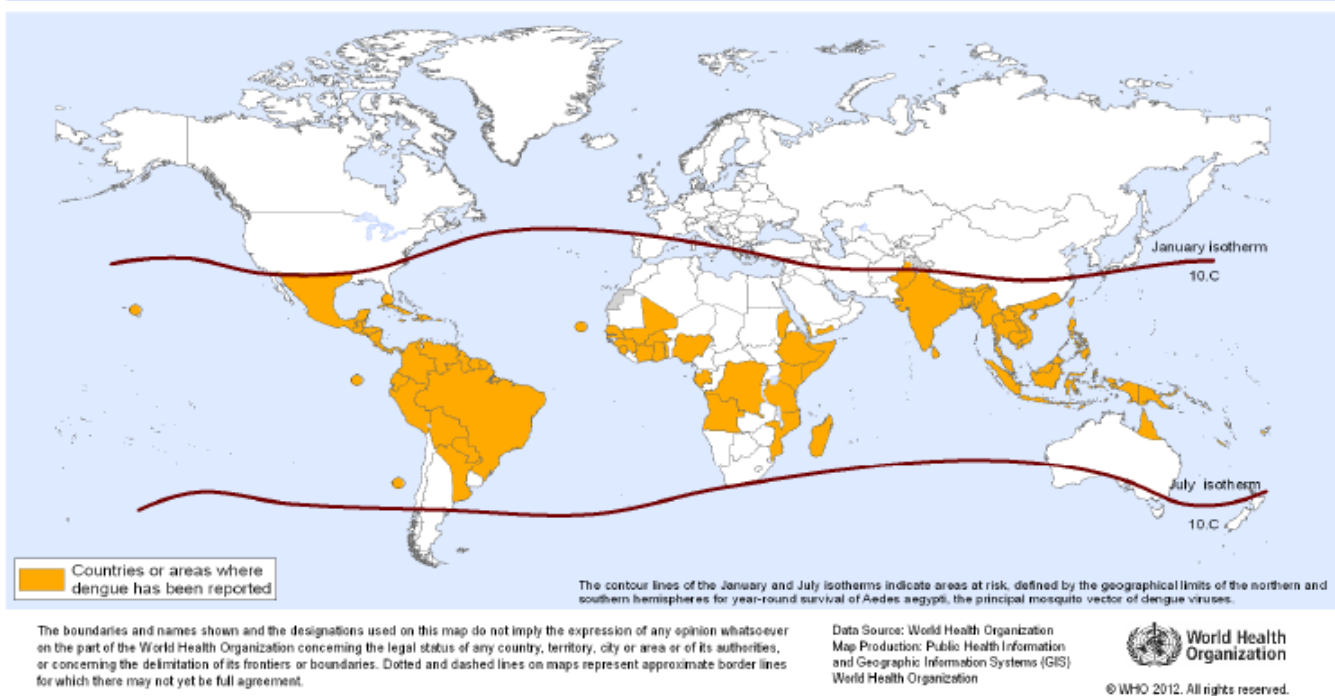 January isotherm
10.C
July isotherm
10.C
Countries or areas where
dengue has been reported
The contour lines of the January and July isotherms indicate areas at risk, defined by the geographical limits of the northern and
southern hemispheres for year-round survival of Aedes aegypti, the principal mosquito vector of dengue viruses.
The boundaries and names shown and the designations used on this map do not imply the expression of any opinion whatsoever
on the part of the World Health Organization concerning the legal status of any country, territory, city or area or of its authorities,
or concerning the delimitation of its frontiers or boundaries. Dotted and dashed lines on maps represent approximate border lines
for which there may not yet be full agreement.
Data Source: World Health Organization
Map Production: Public Health Information
and Geographic Information Systems (GIS)
World Health Organization
World Health
Organization
© WHO 2012. All rights reserved.